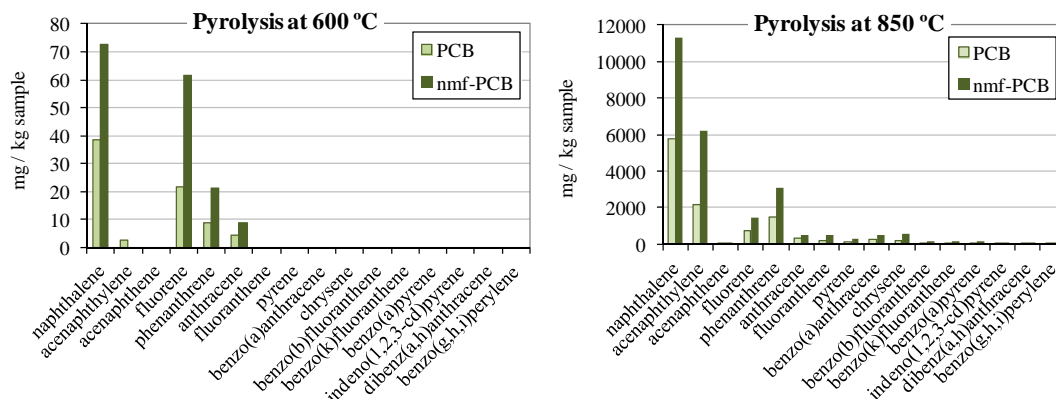 Pyrolysis at 600 ºC
80
70
60
50
40
30
20
10
0
mg / kg sample
PCB
nmf-PCB
naphthalene
acenaphthylene
acenaphthene
fluorene
phenanthrene
anthracene
fluoranthene
pyrene
benzo(a)anthracene
chrysene
benzo(b)fluoranthene
benzo(k)fluoranthene
benzo(a)pyrene
indeno(1,2,3-cd)pyrene
dibenz(a,h)anthracene
benzo(g,h,i)perylene
Pyrolysis at 850 ºC
12000
10000
8000
6000
4000
2000
0
mg / kg sample
PCB
nmf-PCB
naphthalene
acenaphthylene
acenaphthene
fluorene
phenanthrene
anthracene
fluoranthene
pyrene
benzo(a)anthracene
chrysene
benzo(b)fluoranthene
benzo(k)fluoranthene
benzo(a)pyrene
indeno(1,2,3-cd)pyrene
dibenz(a,h)anthracene
benzo(g,h,i)perylene